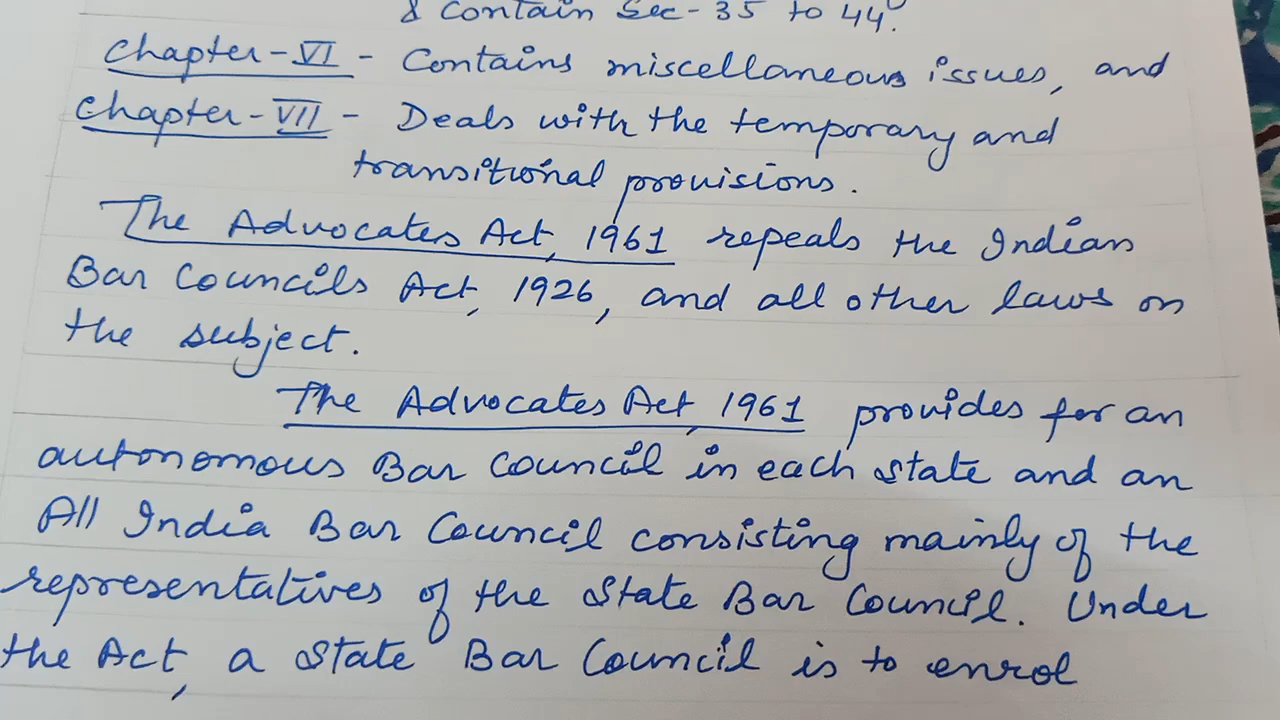 & Contain Sec-35 to 44.
Chapter-VI - Contains miscellaneous issues, and
Chapter-VII - Deals with the temporary and
transitional provisions.
The Advocates Act, 1961 repeals the Indian
Bar Councils Act, 1926, and all other laws on
the subject.
The Advocates Act, 1961 provides for an
autonomous Bar Council in each state and an
All India Bar Council consisting mainly of the
representatives of the State Bar Council. Under
the Act, a State Bar Council is to enrol